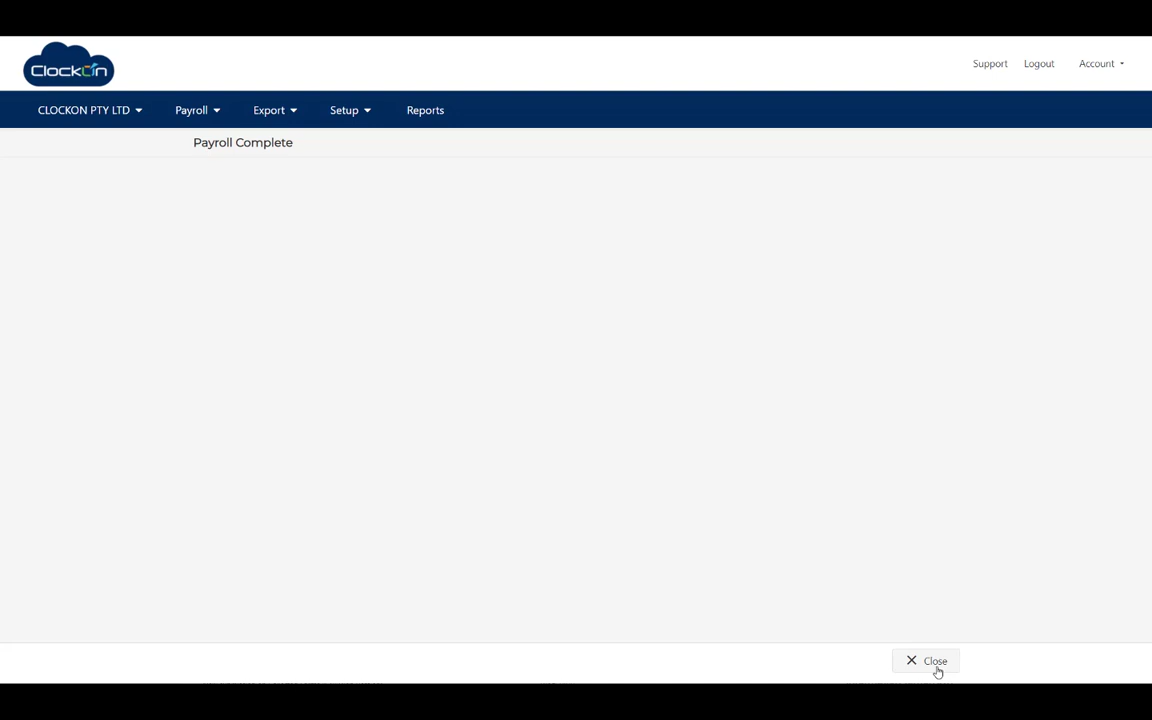 ClockOn
Support Logout Account
CLOCKON PTY LTD Payroll Export Setup Reports
Payroll Complete
Close